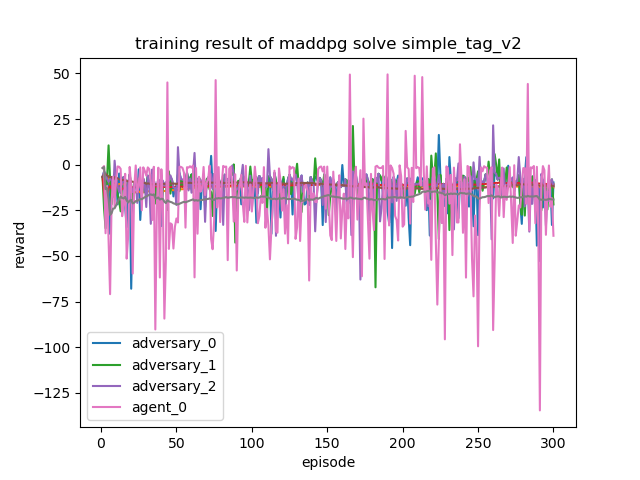 training result of maddpg solve simple_tag_v2
50
25
0
−25
−50
−75
−100
−125
reward
adversary_0
adversary_1
adversary_2
agent_0
0 50 100 150 200 250 300
episode